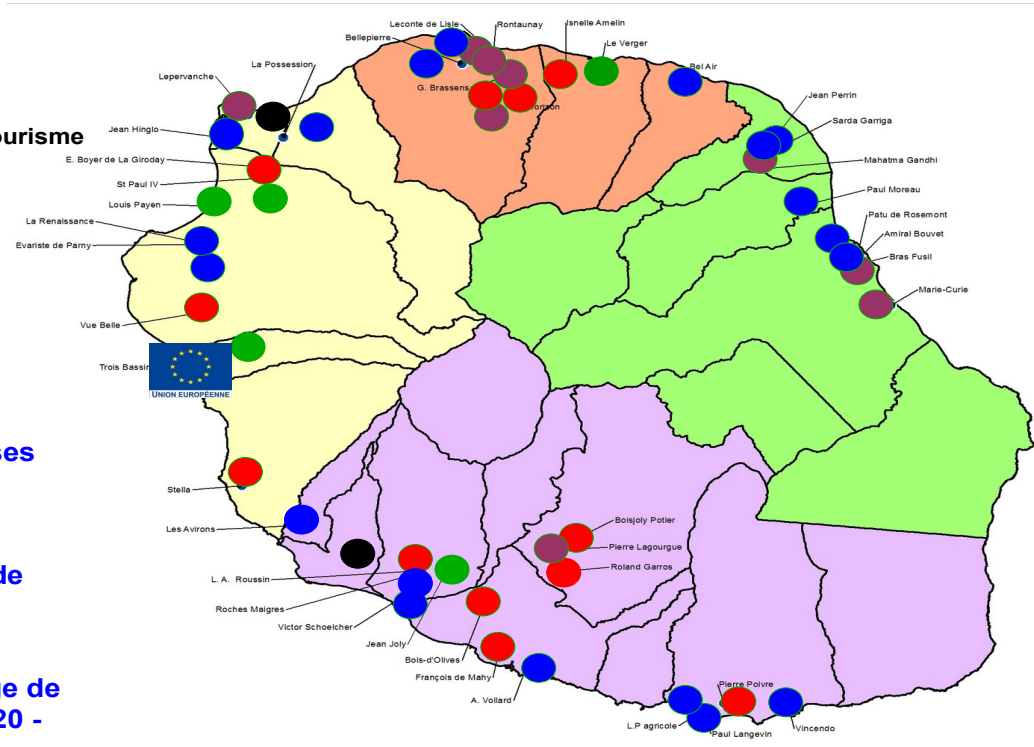 Leconte de Lisle
Rontaunay
Isnelle Amelin
Bellepierre
Le Verger
La Possession
Bel Air
Lepervanche
G. Brassens
Jean Perrin
Sarda Garriga
Jean Hinglo
ourisme
E. Boyer de La Giroday
Mahatma Gandhi
St Paul IV
Paul Moreau
Louis Payen
Patu de Rosemont
La Renaissance
Amiral Bouvet
Evariste de Parny
Bras Fusil
Marie-Curie
Vue Belle
Trois Bassin
UNION EUROPÉENNE
ses
Stella
Les Avirons
Boisjoly Potier
Pierre Lagourgue
L. A. Roussin
Roland Garros
de
Roches Maigres
Victor Schoelcher
Jean Joly
Bois-d'Olives
François de Mahy
A. Vollard
ge de
20 -
Pierre Poivre
L.P agricole
Paul Langevin
Vincendo